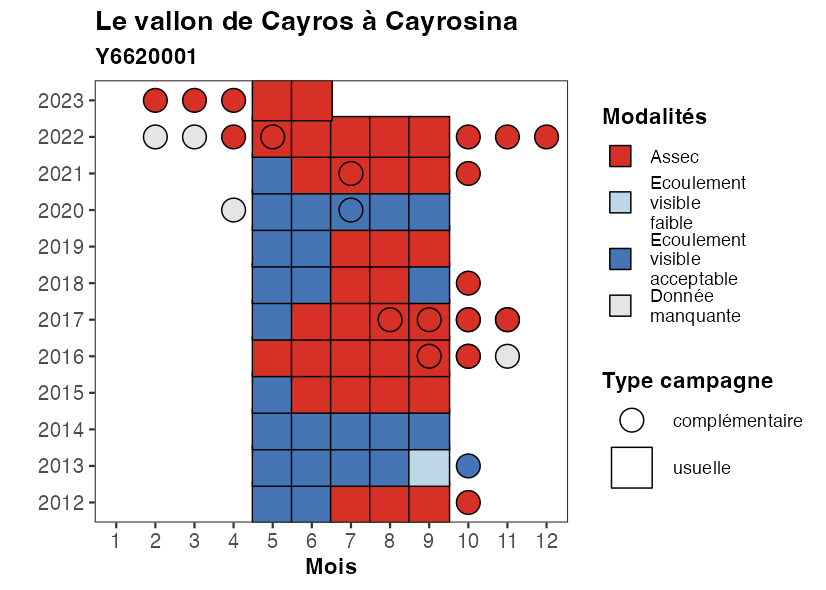 Le vallon de Cayros à Cayrosina
Y6620001
2023
2022
2021
2020
2019
2018
2017
2016
2015
2014
2013
2012
1 2 3 4 5 6 7 8 9 10 11 12
Mois
Modalités
Assec
Ecoulement
visible
faible
Ecoulement
visible
acceptable
Donnée
manquante
Type campagne
complémentaire
usuelle